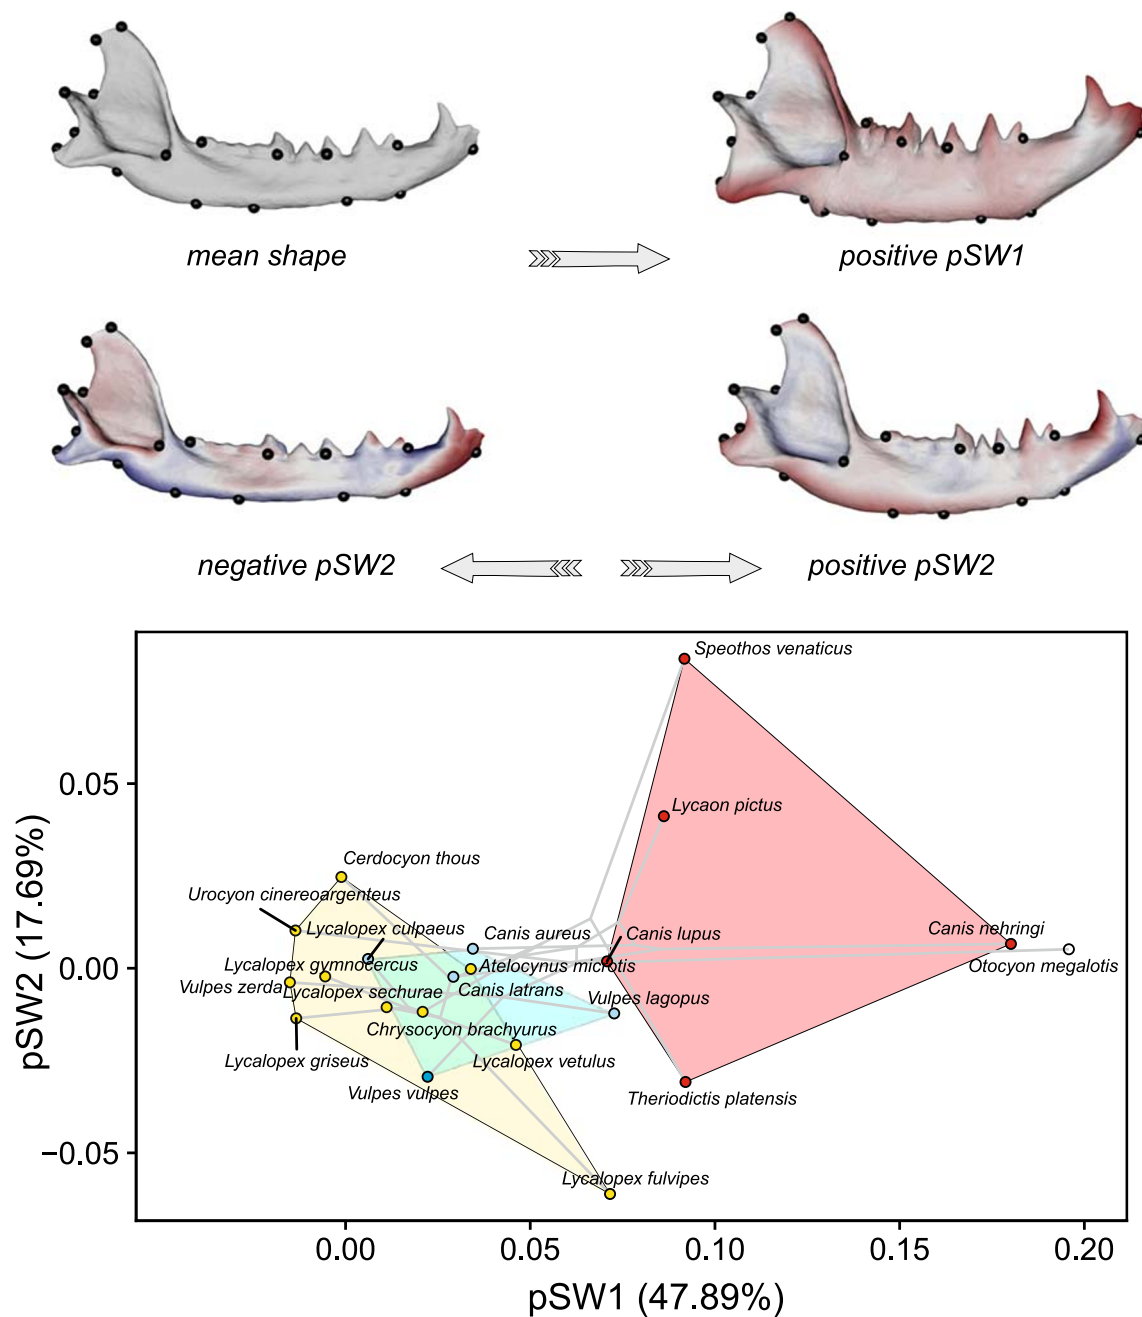 mean shape
positive pSW1
negative pSW2
positive pSW2
Speothos venaticus
0.05
Lycaon pictus
Cerdocyon thous
Urocyon cinereoargenteus
Lycalopex culpaeus
Canis aureus
Canis lupus
Canis nehringi
0.00
Lycalopex gymnocercus
Atelocynus microtis
Otocyon megalotis
Vulpes zerda
Lycalopex sechurae
Canis latrans
Vulpes lagopus
Chrysocyon brachyurus
Lycalopex griseus
Lycalopex vetulus
Vulpes vulpes
Theriodictis platensis
−0.05
Lycalopex fulvipes
pSW2 (17.69%)
0.00 0.05 0.10 0.15 0.20
pSW1 (47.89%)